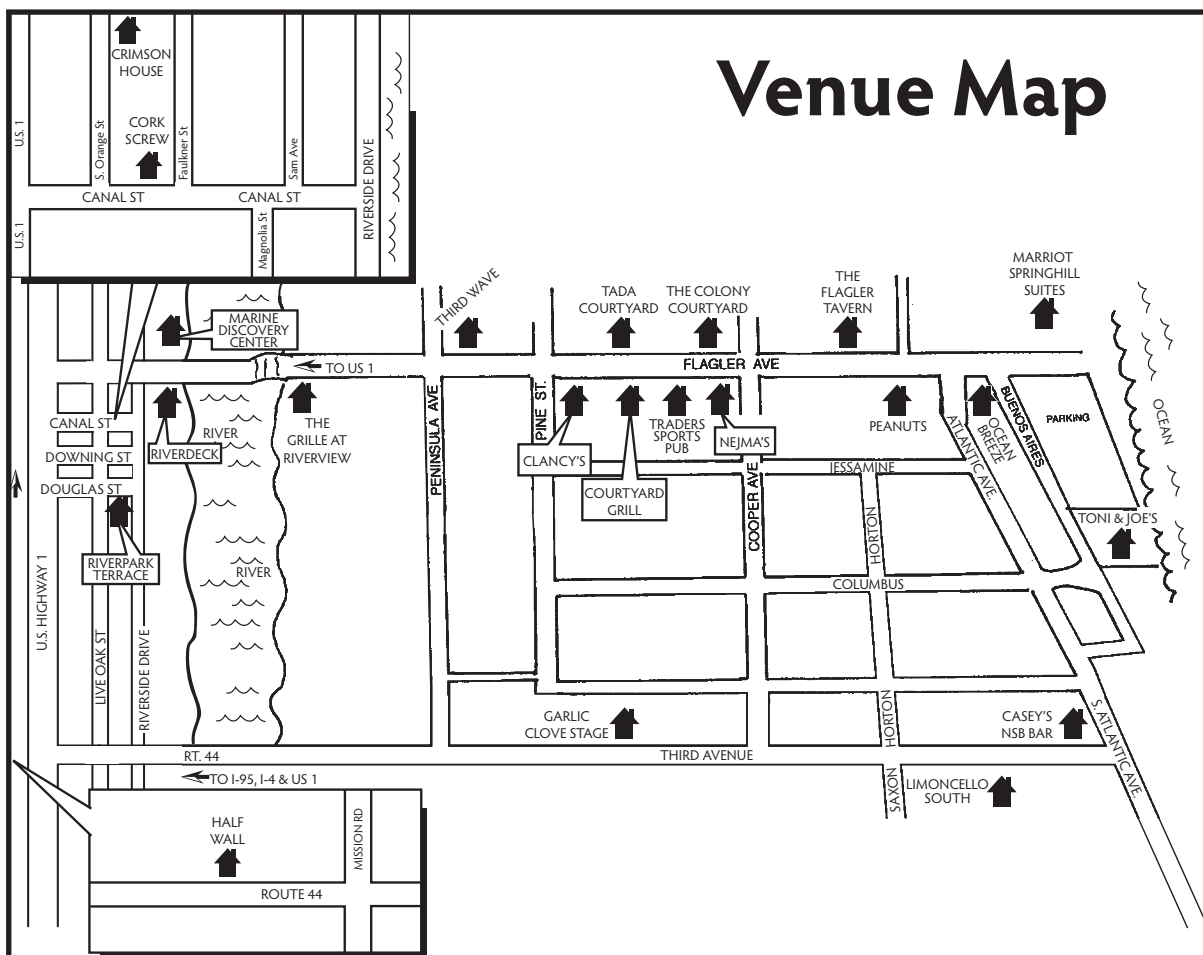 Venue Map
CRIMSON
HOUSE
CORK
SCREW
U.S. 1
S. Orange St
Faulkner St
Sam Ave
RIVERSIDE DRIVE
CANAL ST
CANAL ST
U.S. 1
Magnolia St
MARINE
DISCOVERY
CENTER
THIRD WAVE
TADA
COURTYARD
THE COLONY
COURTYARD
THE
FLAGLER
TAVERN
MARRIOT
SPRINGHILL
SUITES
TO US 1
FLAGLER AVE
CANAL ST
DOWNING ST
DOUGLAS ST
RIVERDECK
RIVER
THE
GRILLE AT
RIVERVIEW
PENINSULA AVE
PINE ST.
CLANCY'S
COURTYARD
GRILL
TRADERS
SPORTS
PUB
NEJMA'S
COOPER AVE
PEANUTS
JESSAMINE
ATLANTIC AVE.
OCEAN
BREEZE
BUENOS AIRES
PARKING
OCEAN
TONI & JOE'S
RIVERPARK
TERRACE
RIVER
HORTON
COLUMBUS
U.S. HIGHWAY 1
LIVE OAK ST
RIVERSIDE DRIVE
GARLIC
CLOVE STAGE
HORTON
CASEY'S
NSB BAR
S. ATLANTIC AVE.
RT. 44
THIRD AVENUE
TO I-95, I-4 & US 1
SAXON
LIMONCELLO
SOUTH
HALF
WALL
MISSION RD
ROUTE 44